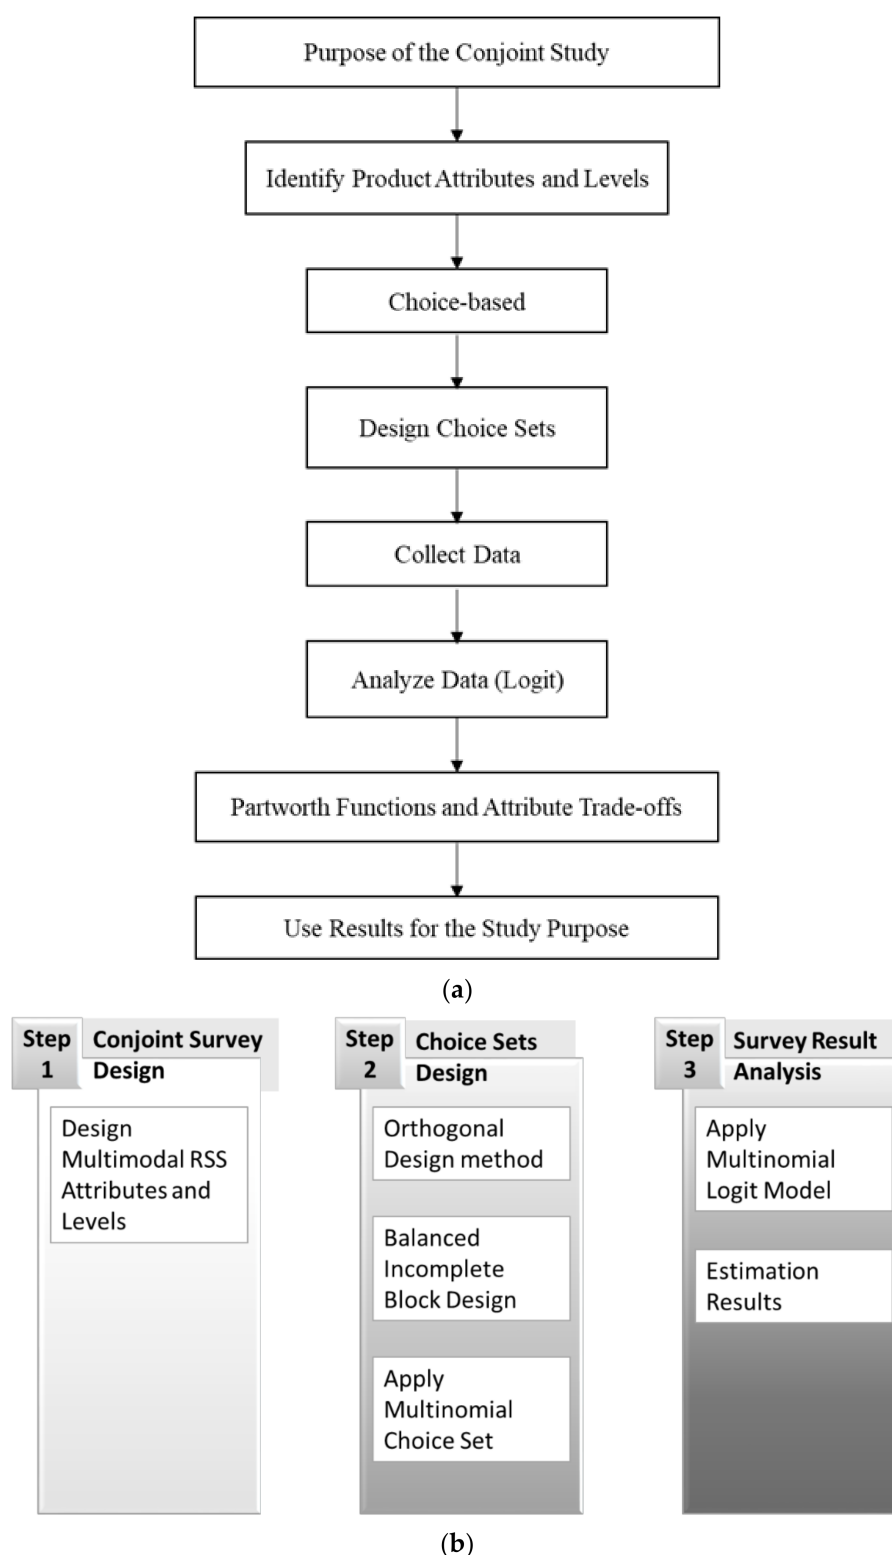 Purpose of the Conjoint Study
Identify Product Attributes and Levels
Choice-based
Design Choice Sets
Collect Data
Analyze Data (Logit)
Partworth Functions and Attribute Trade-offs
Use Results for the Study Purpose
(a)
Step
1
Conjoint Survey
Design
Design
Multimodal RSS
Attributes and
Levels
Step
2
Choice Sets
Design
Orthogonal
Design method
Balanced
Incomplete
Block Design
Apply
Multinomial
Choice Set
Step
3
Survey Result
Analysis
Apply
Multinomial
Logit Model
Estimation
Results
(b)